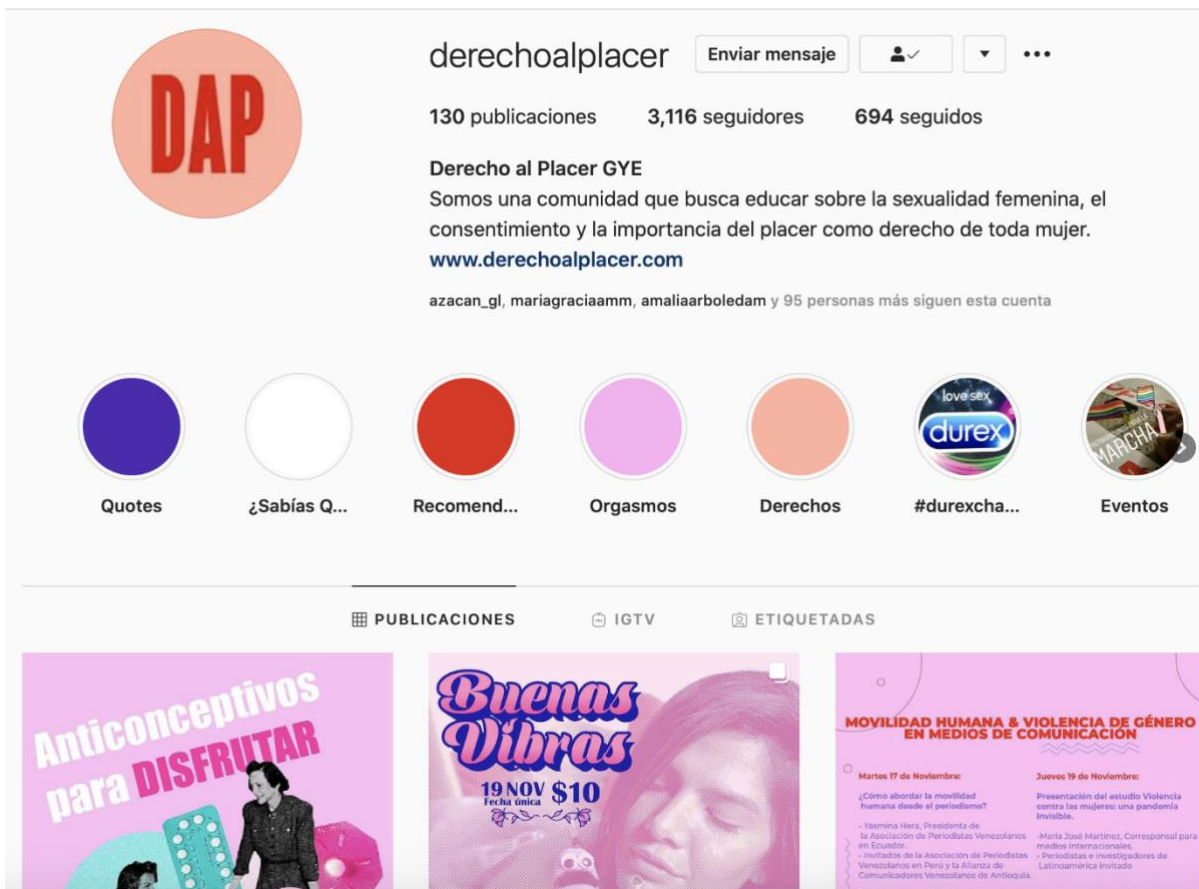 DAP
derechoalplacer
Enviar mensaje
130 publicaciones 3,116 seguidores 694 seguidos
Derecho al Placer GYE
Somos una comunidad que busca educar sobre la sexualidad femenina, el
consentimiento y la importancia del placer como derecho de toda mujer.
www.derechoalplacer.com
azacan_gl, mariagraciaamm, amaliaarboledam y 95 personas más siguen esta cuenta
love sex
durex
MARCHA
Quotes
¿Sabías Q...
Recomend...
Orgasmos
Derechos
#durexcha...
Eventos
PUBLICACIONES
IGTV
ETIQUETADAS
Anticonceptivos
para DISFRUTAR
Buenas
Vibras
19 NOV $10
Fecha única
MOVILIDAD HUMANA & VIOLENCIA DE GÉNERO
EN MEDIOS DE COMUNICACIÓN
Martes 17 de Noviembre:
¿Cómo abordar la movilidad
humana desde el periodismo?
- Yasmina Hera, Presidenta de
la Asociación de Periodistas Venezolanos
en Ecuador.
- Invitados de la Asociación de Periodistas
Venezolanos en Perú y la Alianza de
Comunicadores Venezolanos de Antioquia.
Jueves 19 de Noviembre:
Presentación del estudio Violencia
contra las mujeres: una pandemia
invisible.
-María José Martínez, Corresponsal para
medios internacionales.
- Periodistas e investigadores de
Latinoamérica invitado